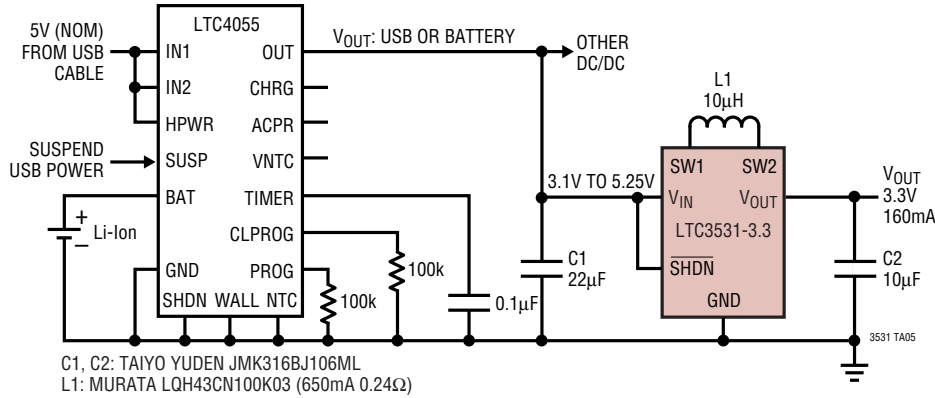 LTC4055
5V (NOM)
FROM USB
CABLE
IN1
IN2
HPWR
SUSPEND
USB POWER
SUSP
BAT
+
–
Li-Ion
GND
SHDN WALL NTC
OUT
CHRG
ACPR
VNTC
TIMER
CLPROG
PROG
100k
100k
0.1µF
VOUT: USB OR BATTERY
OTHER
DC/DC
3.1V TO 5.25V
C1
22µF
L1
10µH
SW1 SW2
VIN VOUT
LTC3531-3.3
SHDN
GND
VOUT
3.3V
160mA
C2
10µF
3531 TA05
C1, C2: TAIYO YUDEN JMK316BJ106ML
L1: MURATA LQH43CN100K03 (650mA 0.24Ω)